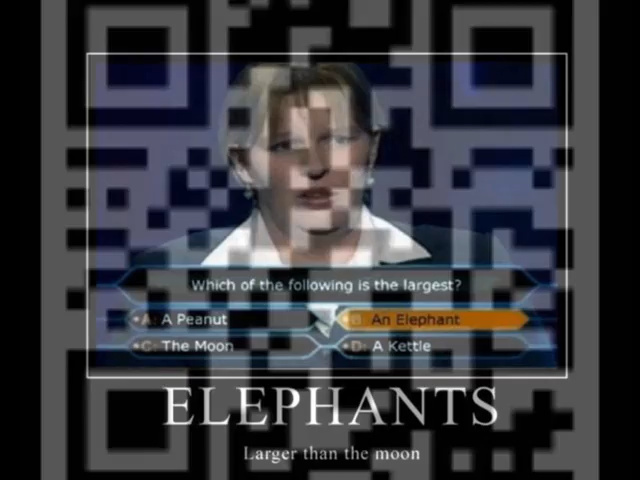 Which of the following is the largest?
A: A Peanut
B: An Elephant
C: The Moon
D: A Kettle
ELEPHANTS
Larger than the moon